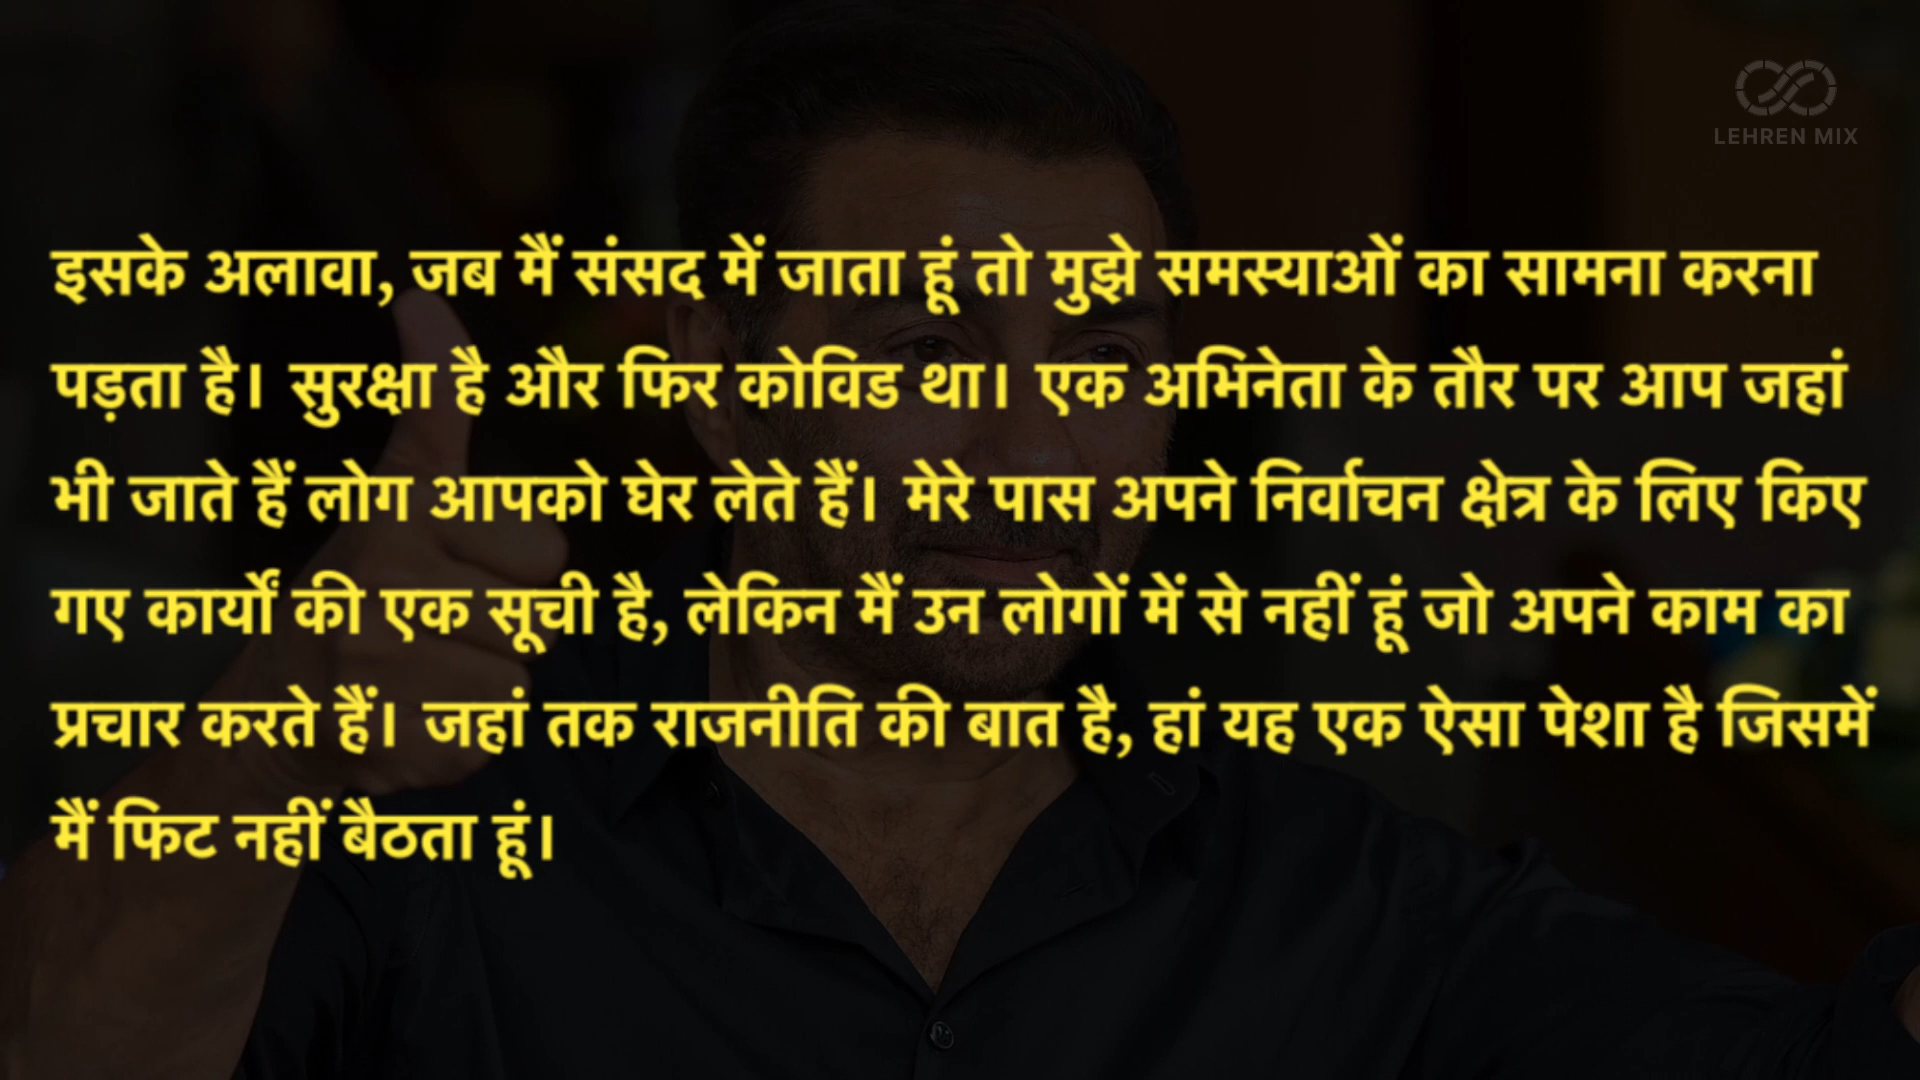 LEHREN MIX
इसके अलावा, जब मैं संसद में जाता हूं तो मुझे समस्याओं का सामना करना
पड़ता है। सुरक्षा है और फिर कोविड था। एक अभिनेता के तौर पर आप जहां
भी जाते हैं लोग आपको घेर लेते हैं। मेरे पास अपने निर्वाचन क्षेत्र के लिए किए
गए कार्यों की एक सूची है, लेकिन मैं उन लोगों में से नहीं हूं जो अपने काम का
प्रचार करते हैं। जहां तक राजनीति की बात है, हां यह एक ऐसा पेशा है जिसमें
मैं फिट नहीं बैठता हूं।